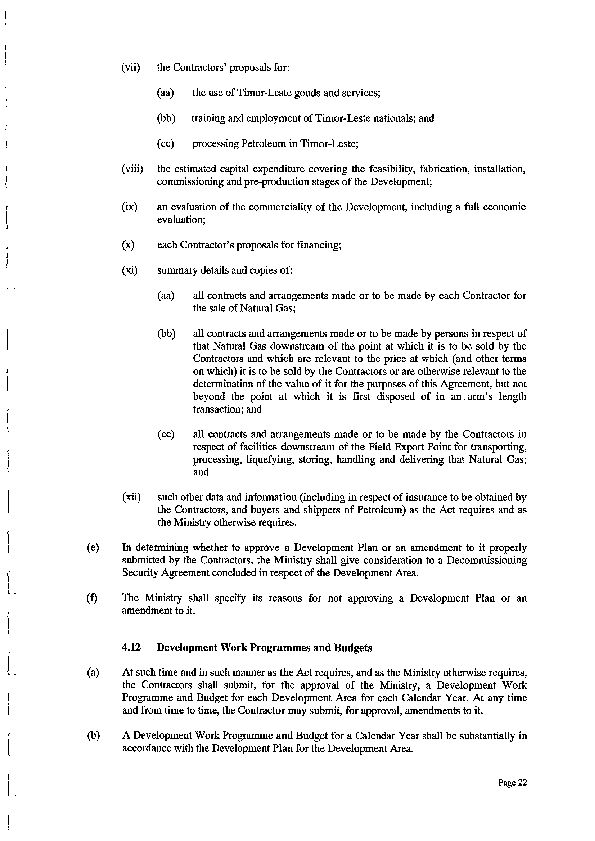 (vii) the Contractors' proposals for:
(aa) the use of Timor-Leste goods and services;
(bb) training and employment of Timor-Leste nationals; and
(cc) processing Petroleum in Timor-Leste;
(viii) the estimated capital expenditure covering the feasibility, fabrication, installation,
commissioning and pre-production stages of the Development;
(ix) an evaluation of the commerciality of the Development, including a full economic
evaluation;
(x) each Contractor's proposals for financing;
(xi) summary details and copies of:
(aa) all contracts and arrangements made or to be made by each Contractor for
the sale of Natural Gas;
(bb) all contracts and arrangements made or to be made by persons in respect of
that Natural Gas downstream of the point at which it is to be sold by the
Contractors and which are relevant to the price at which (and other terms
on which) it is to be sold by the Contractors or are otherwise relevant to the
determination of the value of it for the purposes of this Agreement, but not
beyond the point at which it is first disposed of in an arm's length
transaction; and
(cc) all contracts and arrangements made or to be made by the Contractors in
respect of facilities downstream of the Field Export Point for transporting,
processing, liquefying, storing, handling and delivering that Natural Gas;
and
(xii) such other data and information (including in respect of insurance to be obtained by
the Contractors, and buyers and shippers of Petroleum) as the Act requires and as
the Ministry otherwise requires.
(e) In determining whether to approve a Development Plan or an amendment to it properly
submitted by the Contractors, the Ministry shall give consideration to a Decommissioning
Security Agreement concluded in respect of the Development Area.
(f) The Ministry shall specify its reasons for not approving a Development Plan or an
amendment to it.
4.12 Development Work Programmes and Budgets
(a) At such time and in such manner as the Act requires, and as the Ministry otherwise requires,
the Contractors shall submit, for the approval of the Ministry, a Development Work
Programme and Budget for each Development Area for each Calendar Year. At any time
and from time to time, the Contractor may submit, for approval, amendments to it.
(b) A Development Work Programme and Budget for a Calendar Year shall be substantially in
accordance with the Development Plan for the Development Area.
Page 22